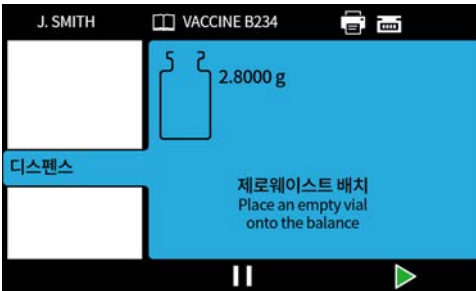 J. SMITH
VACCINE B234
2.8000 g
디스펜스
제로웨이스트 배치
Place an empty vial
onto the balance